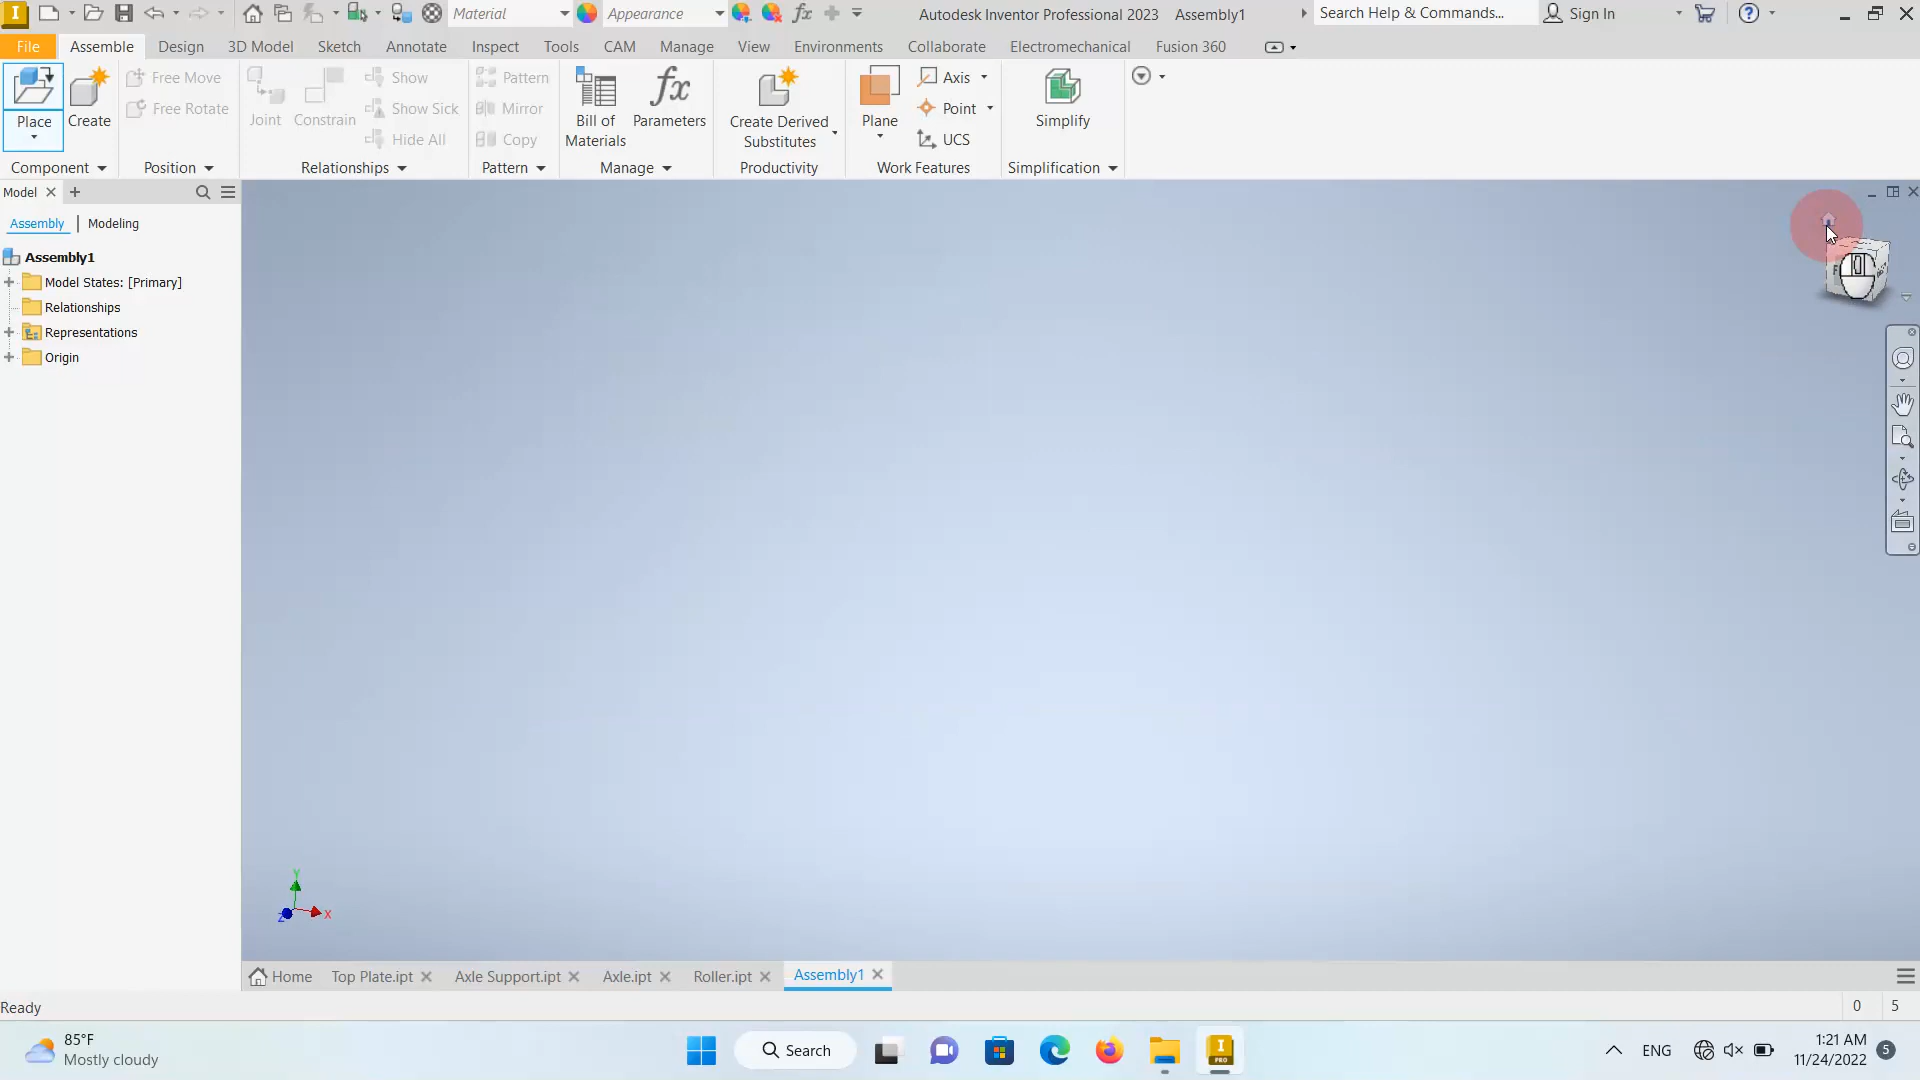 Material
Appearance
Autodesk Inventor Professional 2023 Assembly1
Search Help & Commands...
Sign In
File Assemble Design 3D Model Sketch Annotate Inspect Tools CAM Manage View Environments Collaborate Electromechanical Fusion 360
Place
Create
Free Move
Free Rotate
Joint
Constrain
Show
Show Sick
Hide All
Pattern
Mirror
Copy
Bill of
Materials
Parameters
Create Derived
Substitutes
Plane
Axis
Point
UCS
Simplify
Component Position Relationships Pattern Manage Productivity Work Features Simplification
Model
Assembly Modeling
Assembly1
Model States: [Primary]
Relationships
Representations
Origin
Y
X
Z
Home Top Plate.ipt Axle Support.ipt Axle.ipt Roller.ipt Assembly1
Ready
0 5
85°F
Mostly cloudy
Search
PRO
ENG
1:21 AM
11/24/2022
5